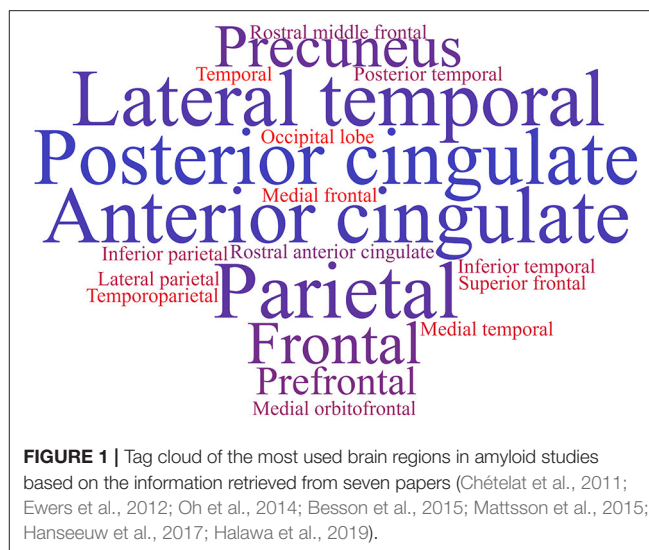 Rostral middle frontal
Precuneus
Temporal Posterior temporal
Lateral temporal
Occipital lobe
Posterior cingulate
Medial frontal
Anterior cingulate
Inferior parietal Rostral anterior cingulate
Inferior temporal
Lateral parietal
Superior frontal
Temporoparietal
Parietal
Medial temporal
Frontal
Prefrontal
Medial orbitofrontal
FIGURE 1 | Tag cloud of the most used brain regions in amyloid studies
based on the information retrieved from seven papers (Chételat et al., 2011;
Ewers et al., 2012; Oh et al., 2014; Besson et al., 2015; Mattsson et al., 2015;
Hanseeuw et al., 2017; Halawa et al., 2019).